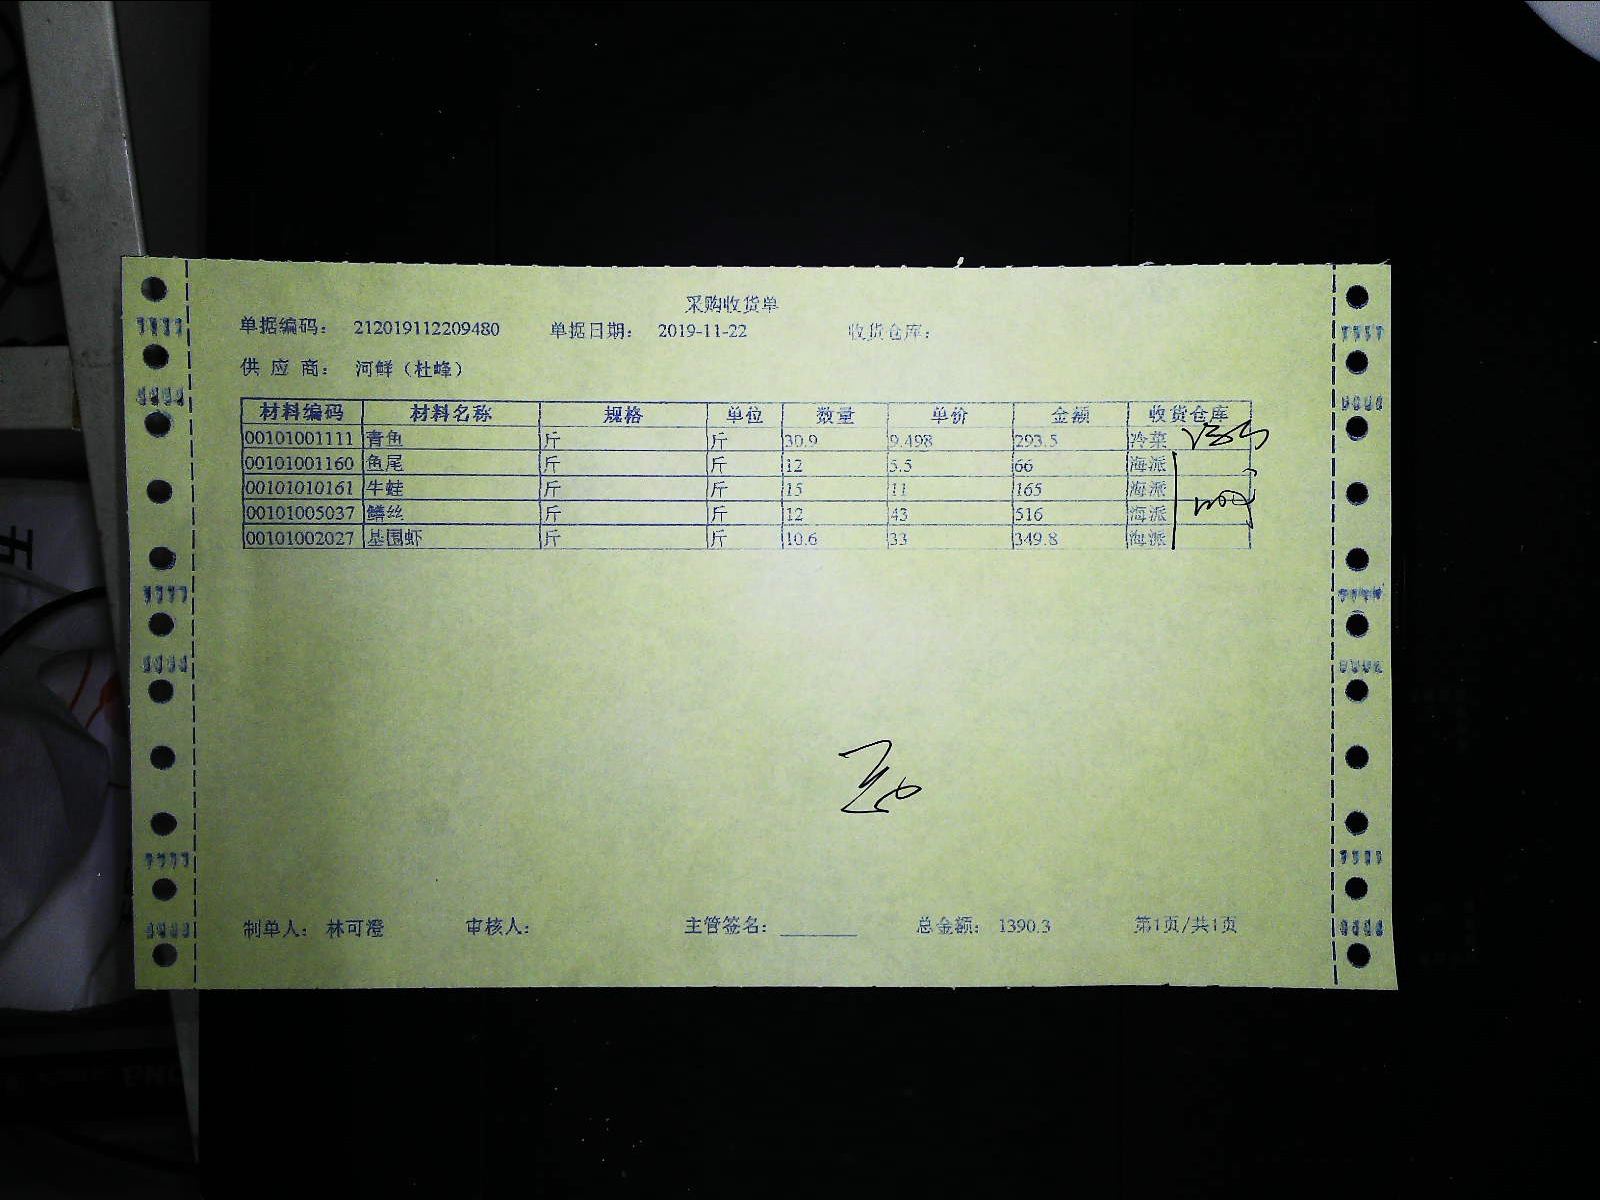 采购收货单
单据编码： 212019112209480 单据日期： 2019-11-22 收货仓库：
供 应 商： 河鲜（杜峰）
材料编码 材料名称 规格 单位 数量 单价 金额 收货仓库
00101001111 青鱼 斤 斤 30.9 9.498 293.5 冷菜
00101001160 鱼尾 斤 斤 12 5.5 66 海派
00101010161 牛蛙 斤 斤 15 11 165 海派
00101005037 鳝丝 斤 斤 12 43 516 海派
00101002027 基围虾 斤 斤 10.6 33 349.8 海派
制单人： 林可澄 审核人： 主管签名： 总金额： 1390.3 第1页/共1页